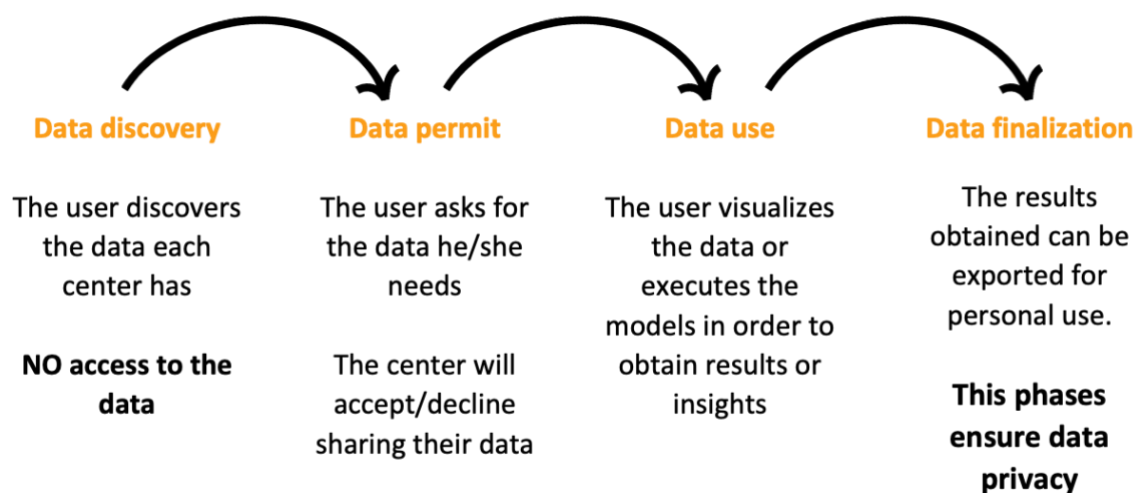 Data discovery
The user discovers
the data each
center has
NO access to the
data
Data permit
The user asks for
the data he/she
needs
The center will
accept/decline
sharing their data
Data use
The user visualizes
the data or
executes the
models in order to
obtain results or
insights
Data finalization
The results
obtained can be
exported for
personal use.
This phases
ensure data
privacy